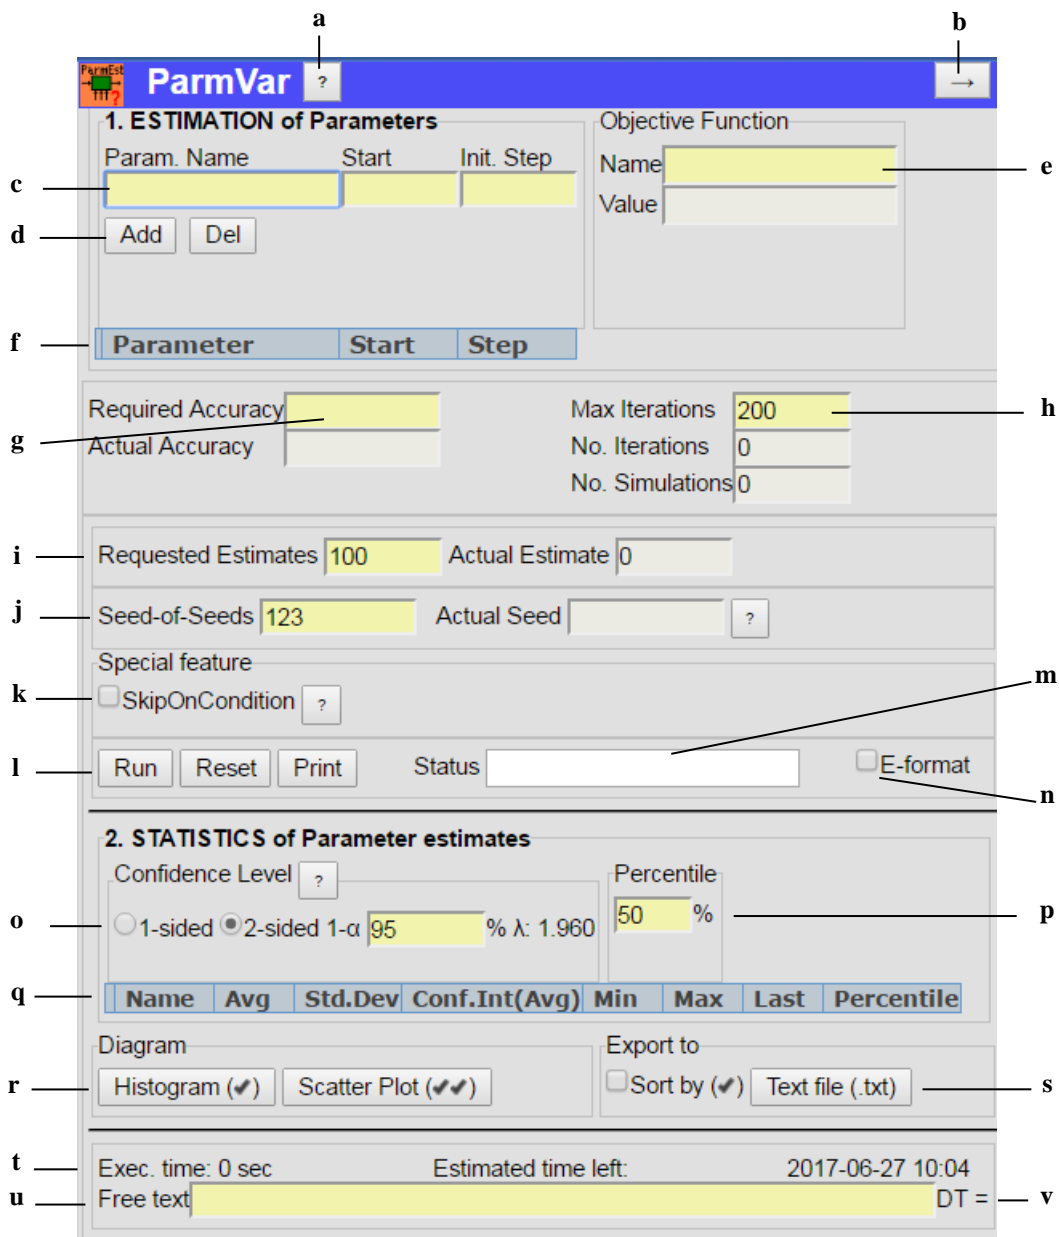 a b
ParmEst ParmVar ? →
1. ESTIMATION of Parameters Objective Function
Param. Name Start Init. Step
c Name e
Value
d Add Del
f Parameter Start Step
Required Accuracy Max Iterations 200 h
g Actual Accuracy No. Iterations 0
No. Simulations 0
i Requested Estimates 100 Actual Estimate 0
j Seed-of-Seeds 123 Actual Seed ?
Special feature
k SkipOnCondition ? m
l Run Reset Print Status E-format
n
2. STATISTICS of Parameter estimates
Confidence Level ? Percentile
o 1-sided 2-sided 1-α 95 % λ: 1.960 50 % p
q Name Avg Std.Dev Conf.Int(Avg) Min Max Last Percentile
Diagram Export to
r Histogram (✔) Scatter Plot (✔✔) Sort by (✔) Text file (.txt) s
t Exec. time: 0 sec Estimated time left: 2017-06-27 10:04
u Free text DT = v